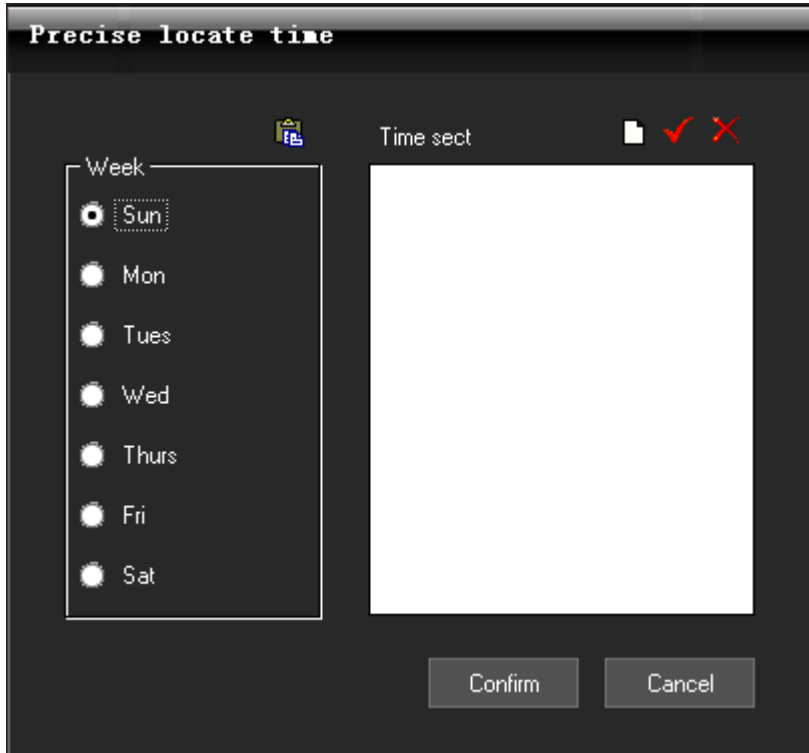 Precise locate time
Time sect
Week
Sun
Mon
Tues
Wed
Thurs
Fri
Sat
Confirm
Cancel